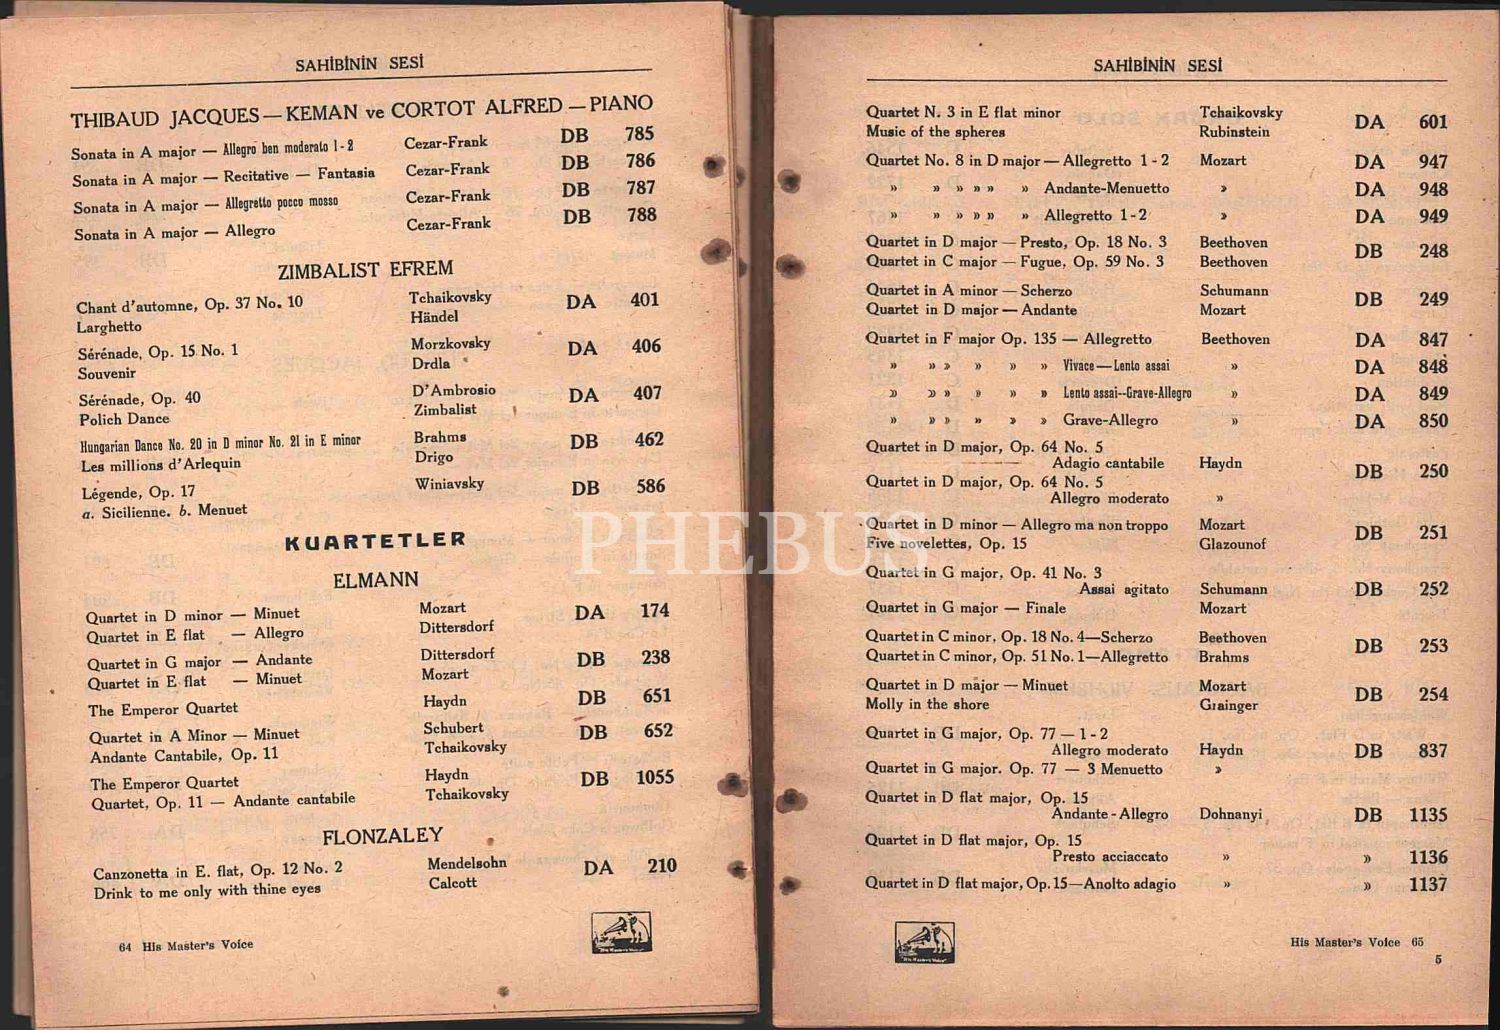 SAHİBİNİN SESİ
THIBAUD JACQUES — KEMAN ve CORTOT ALFRED — PIANO
Sonata in A major — Allegro ben moderato 1 - 2 Cezar-Frank DB 785
Sonata in A major — Recitative — Fantasia Cezar-Frank DB 786
Sonata in A major — Allegretto pocco mosso Cezar-Frank DB 787
Sonata in A major — Allegro Cezar-Frank DB 788
ZIMBALIST EFREM
Chant d'automne, Op. 37 No. 10 Tchaikovsky DA 401
Larghetto Händel
Sérénade, Op. 15 No. 1 Morzkovsky DA 406
Souvenir Drdla
Sérénade, Op. 40 D'Ambrosio DA 407
Polich Dance Zimbalist
Hungarian Dance No. 20 in D minor No. 21 in E minor Brahms DB 462
Les millions d'Arlequin Drigo
Légende, Op. 17 Winiavsky DB 586
a. Sicilienne. b. Menuet
KUARTETLER
ELMANN
Quartet in D minor — Minuet Mozart DA 174
Quartet in E flat — Allegro Dittersdorf
Quartet in G major — Andante Dittersdorf DB 238
Quartet in E flat — Minuet Mozart
The Emperor Quartet Haydn DB 651
Quartet in A Minor — Minuet Schubert DB 652
Andante Cantabile, Op. 11 Tchaikovsky
The Emperor Quartet Haydn DB 1055
Quartet, Op. 11 — Andante cantabile Tchaikovsky
FLONZALEY
Canzonetta in E. flat, Op. 12 No. 2 Mendelsohn DA 210
Drink to me only with thine eyes Calcott
64 His Master's Voice
"His Master's Voice"
SAHİBİNİN SESİ
Quartet N. 3 in E flat minor Tchaikovsky DA 601
Music of the spheres Rubinstein
Quartet No. 8 in D major — Allegretto 1 - 2 Mozart DA 947
» » » » » » Andante-Menuetto » DA 948
» » » » » » Allegretto 1 - 2 » DA 949
Quartet in D major — Presto, Op. 18 No. 3 Beethoven DB 248
Quartet in C major — Fugue, Op. 59 No. 3 Beethoven
Quartet in A minor — Scherzo Schumann DB 249
Quartet in D major — Andante Mozart
Quartet in F major Op. 135 — Allegretto Beethoven DA 847
» » » » » » Vivace — Lento assai » DA 848
» » » » » » Lento assai--Grave-Allegro » DA 849
» » » » » » Grave-Allegro » DA 850
Quartet in D major, Op. 64 No. 5
Adagio cantabile Haydn DB 250
Quartet in D major, Op. 64 No. 5
Allegro moderato »
Quartet in D minor — Allegro ma non troppo Mozart DB 251
Five novelettes, Op. 15 Glazounof
Quartet in G major, Op. 41 No. 3
Assai agitato Schumann DB 252
Quartet in G major — Finale Mozart
Quartet in C minor, Op. 18 No. 4—Scherzo Beethoven DB 253
Quartet in C minor, Op. 51 No. 1—Allegretto Brahms
Quartet in D major — Minuet Mozart DB 254
Molly in the shore Grainger
Quartet in G major, Op. 77 — 1 - 2
Allegro moderato Haydn DB 837
Quartet in G major. Op. 77 — 3 Menuetto »
Quartet in D flat major, Op. 15
Andante - Allegro Dohnanyi DB 1135
Quartet in D flat major, Op. 15
Presto acciaccato » » 1136
Quartet in D flat major, Op. 15—Anolto adagio » » 1137
"His Master's Voice"
His Master's Voice 65
5
PHEBUS